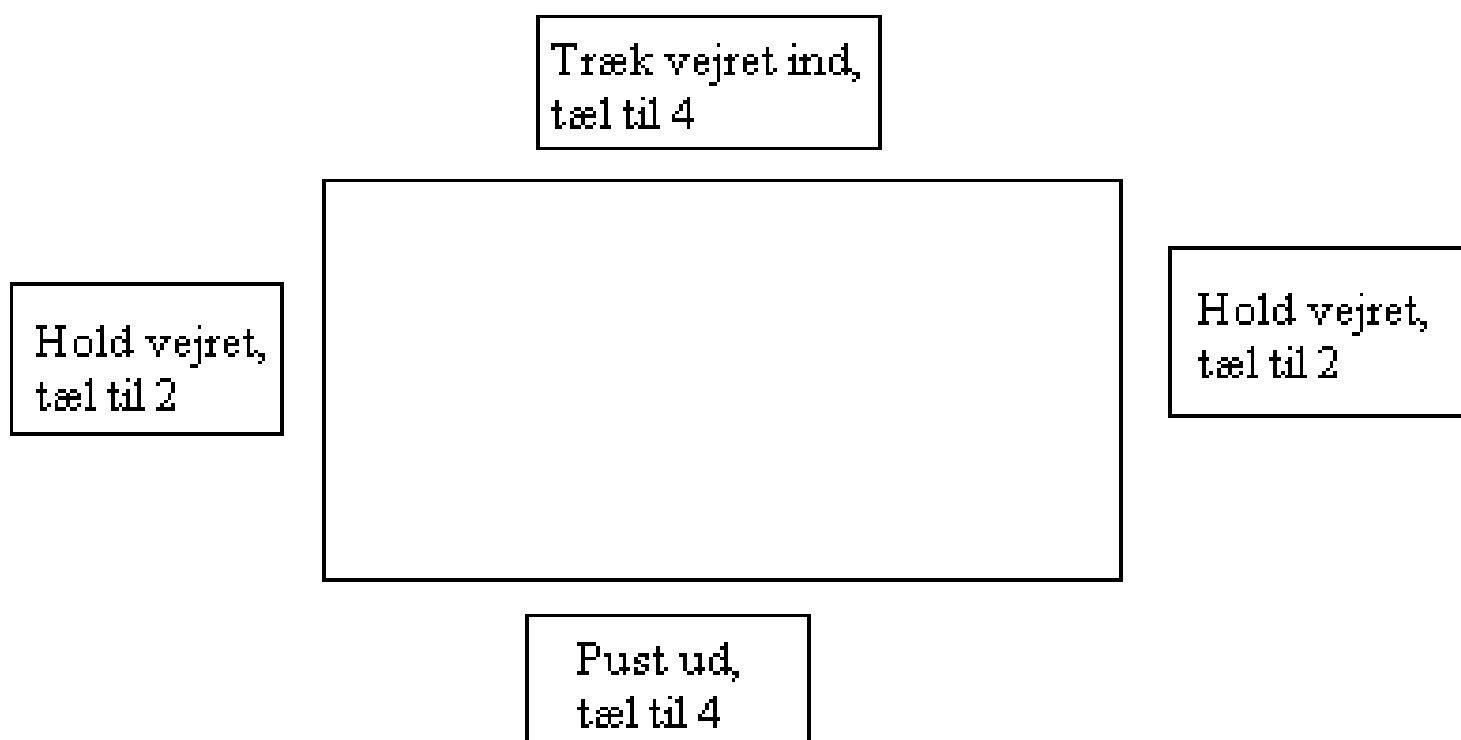 Træk vejret ind,
tæl til 4
Hold vejret,
tæl til 2
Hold vejret,
tæl til 2
Pust ud,
tæl til 4